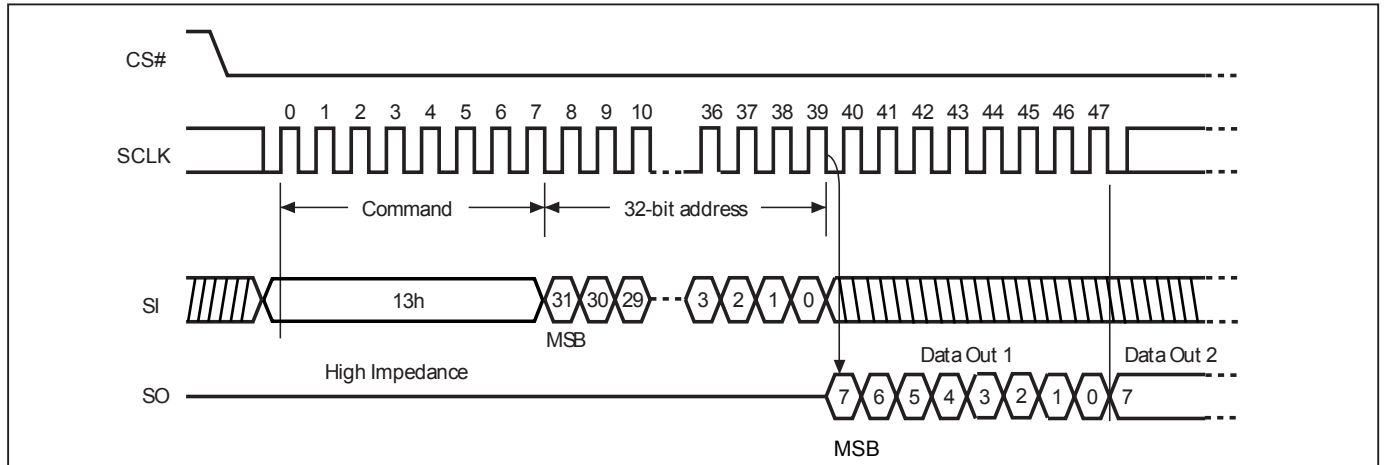 CS#
0 1 2 3 4 5 6 7 8 9 10 36 37 38 39 40 41 42 43 44 45 46 47
SCLK
Command 32-bit address
SI 13h 31 30 29 3 2 1 0
MSB
Data Out 1 Data Out 2
High Impedance
SO 7 6 5 4 3 2 1 0 7
MSB